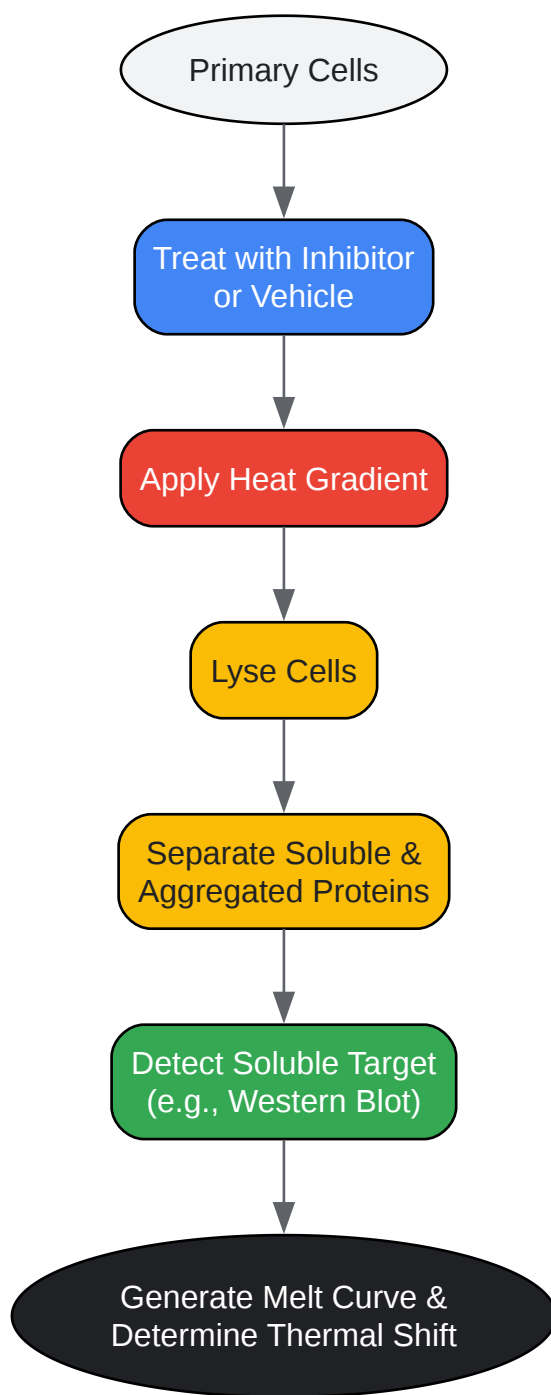 Primary Cells
Treat with Inhibitor
or Vehicle
Apply Heat Gradient
Lyse Cells
Separate Soluble &
Aggregated Proteins
Detect Soluble Target
(e.g., Western Blot)
Generate Melt Curve &
Determine Thermal Shift